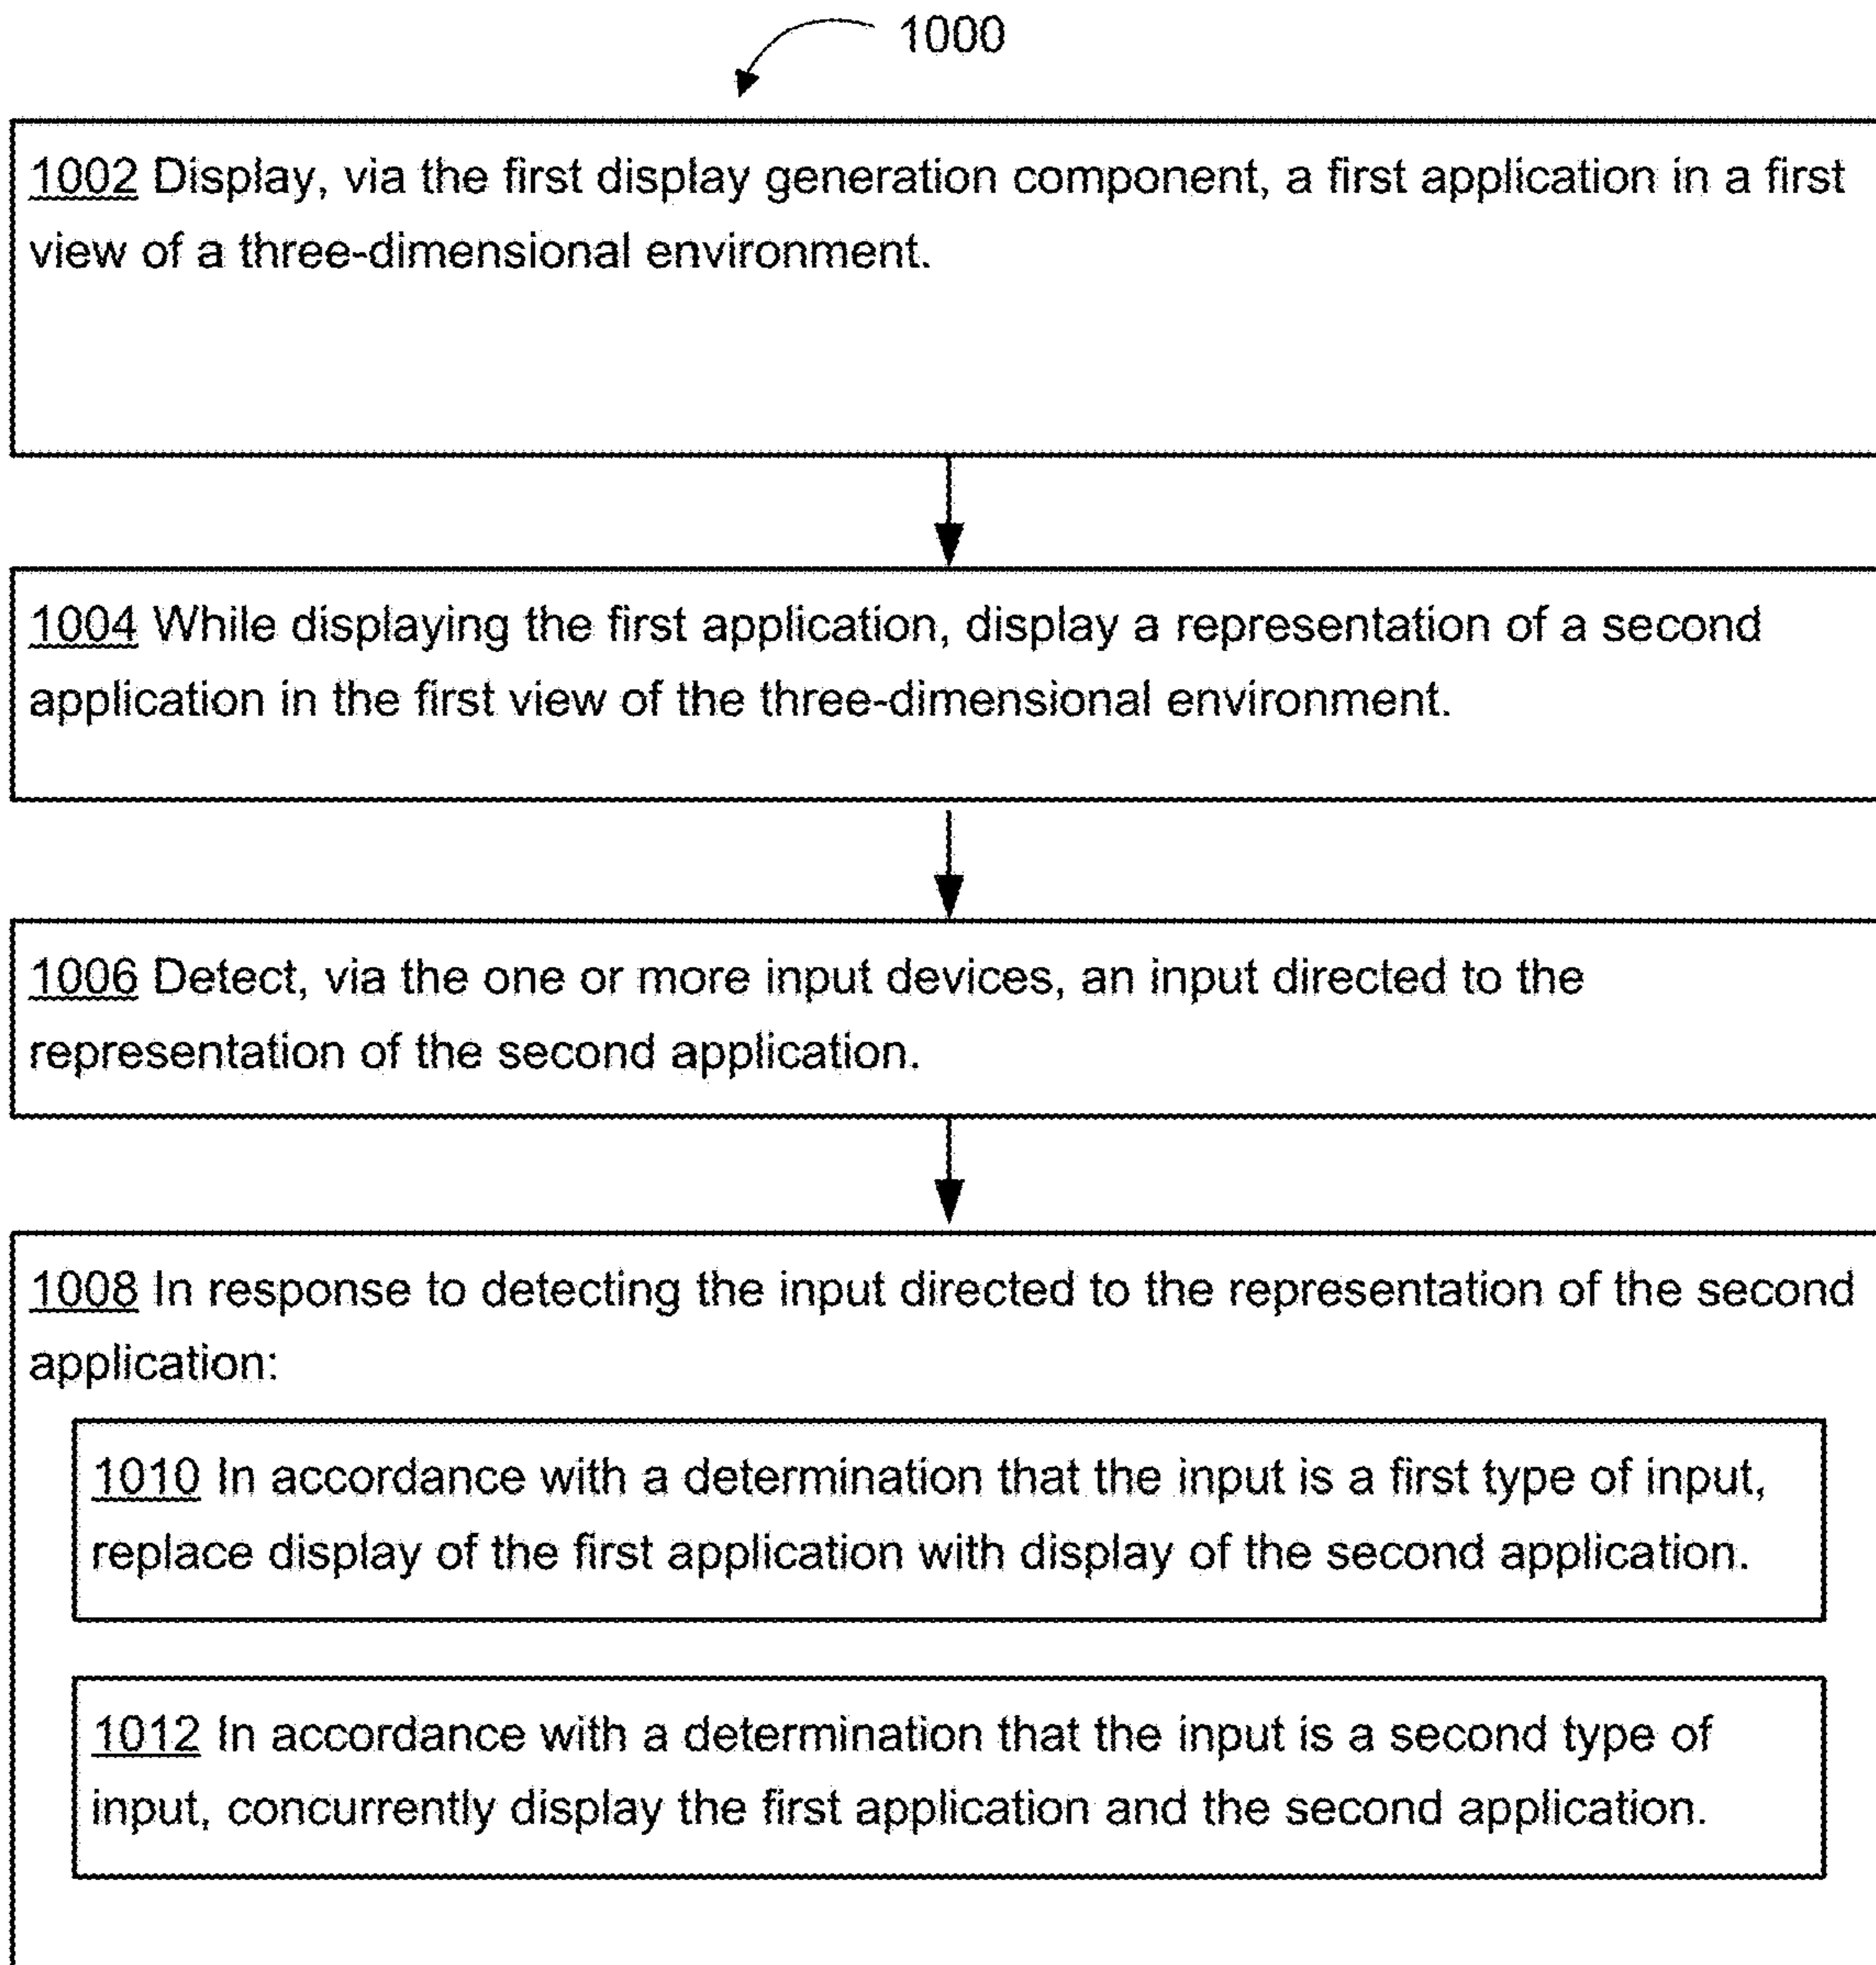 1000
1002 Display, via the first display generation component, a first application in a first
view of a three-dimensional environment.
1004 While displaying the first application, display a representation of a second
application in the first view of the three-dimensional environment.
1006 Detect, via the one or more input devices, an input directed to the
representation of the second application.
1008 In response to detecting the input directed to the representation of the second
application:
1010 In accordance with a determination that the input is a first type of input,
replace display of the first application with display of the second application.
1012 In accordance with a determination that the input is a second type of
input, concurrently display the first application and the second application.